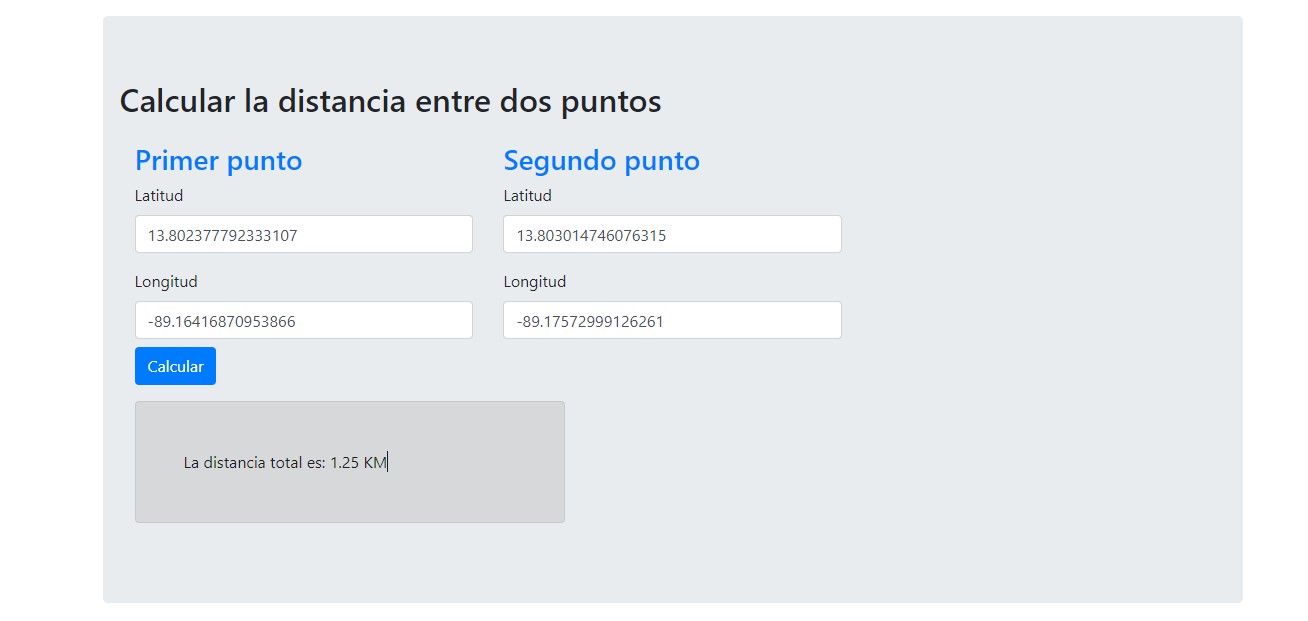 Calcular la distancia entre dos puntos
Primer punto
Latitud
13.802377792333107
Longitud
-89.16416870953866
Segundo punto
Latitud
13.803014746076315
Longitud
-89.17572999126261
Calcular
La distancia total es: 1.25 KM